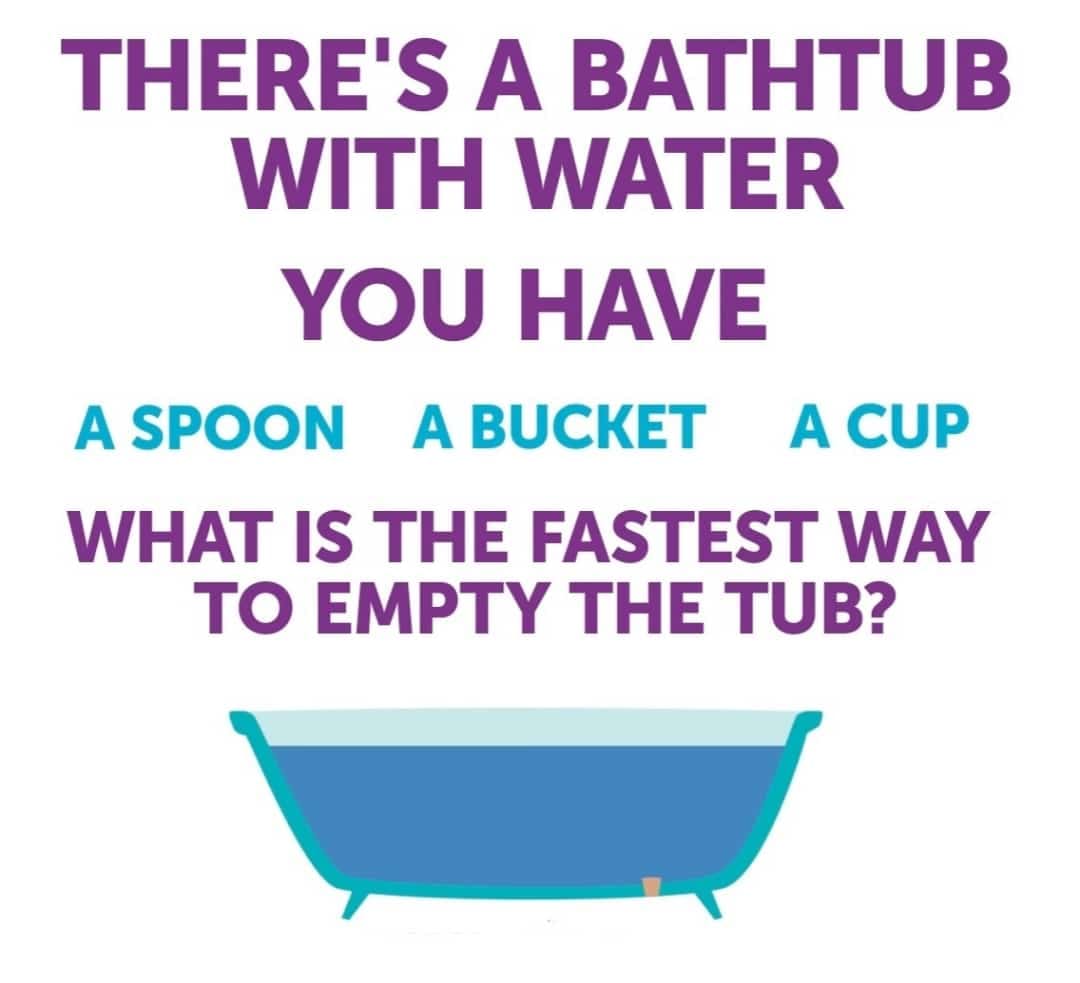 THERE'S A BATHTUB
WITH WATER
YOU HAVE
A SPOON A BUCKET A CUP
WHAT IS THE FASTEST WAY
TO EMPTY THE TUB?